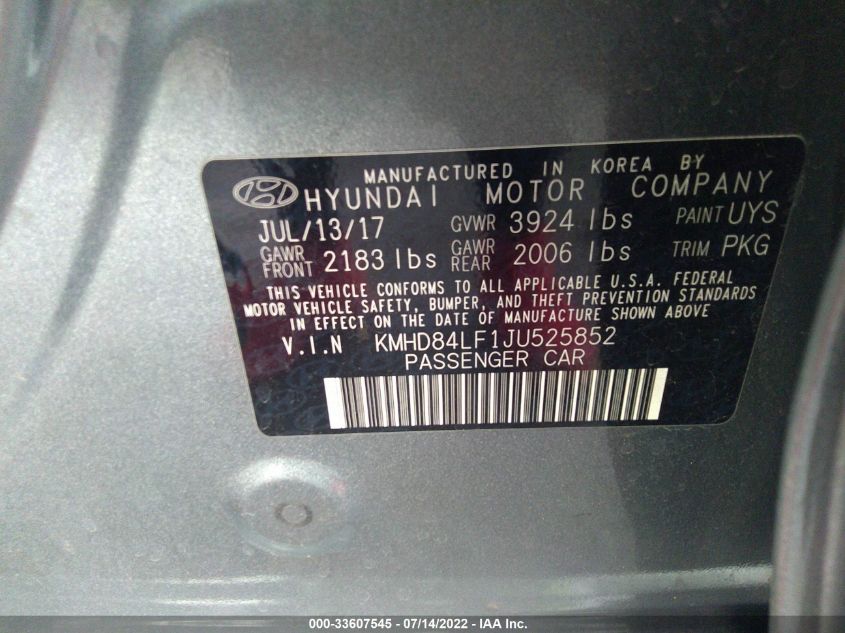 MANUFACTURED IN KOREA BY
HYUNDAI MOTOR COMPANY
JUL/13/17 GVWR 3924 lbs PAINT UYS
GAWR FRONT 2183 lbs GAWR REAR 2006 lbs TRIM PKG
THIS VEHICLE CONFORMS TO ALL APPLICABLE U.S.A. FEDERAL
MOTOR VEHICLE SAFETY, BUMPER, AND THEFT PREVENTION STANDARDS
IN EFFECT ON THE DATE OF MANUFACTURE SHOWN ABOVE
V.I.N KMHD84LF1JU525852
PASSENGER CAR
000-33607545 - 07/14/2022 - IAA Inc.